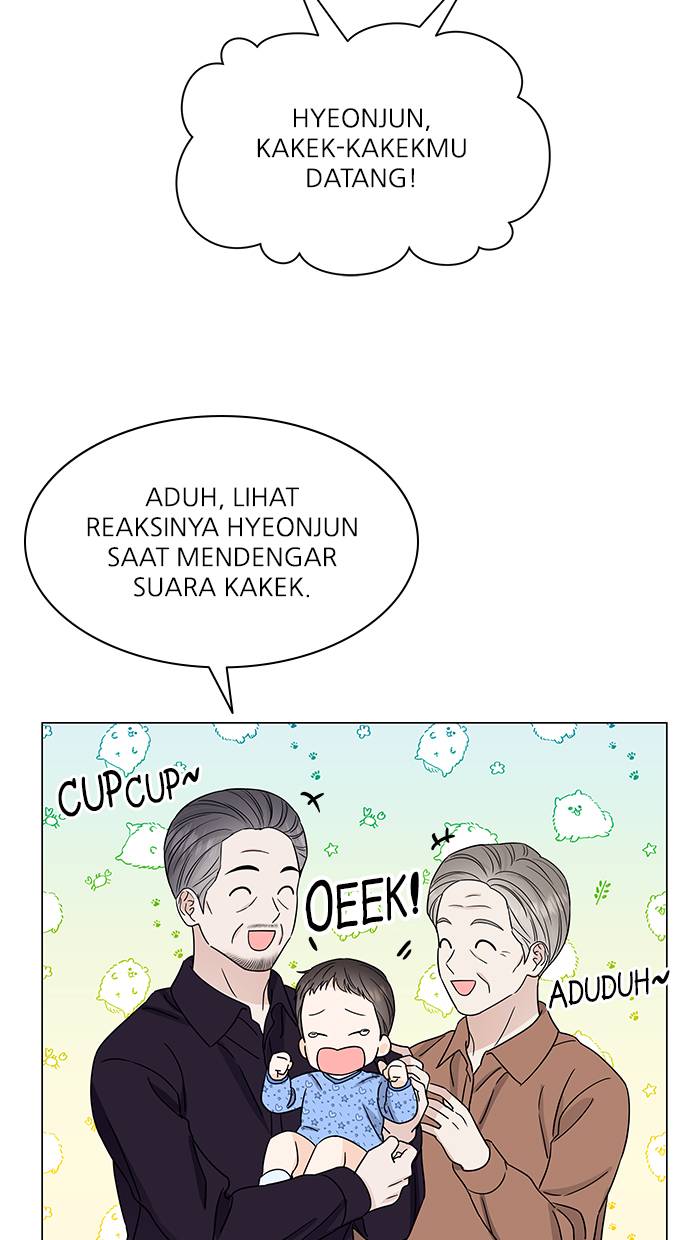 HYEONJUN,
KAKEK-KAKEKMU
DATANG!
ADUH, LIHAT
REAKSINYA HYEONJUN
SAAT MENDENGAR
SUARA KAKEK.
CUPCUP~
OEEK!
ADUDUH~